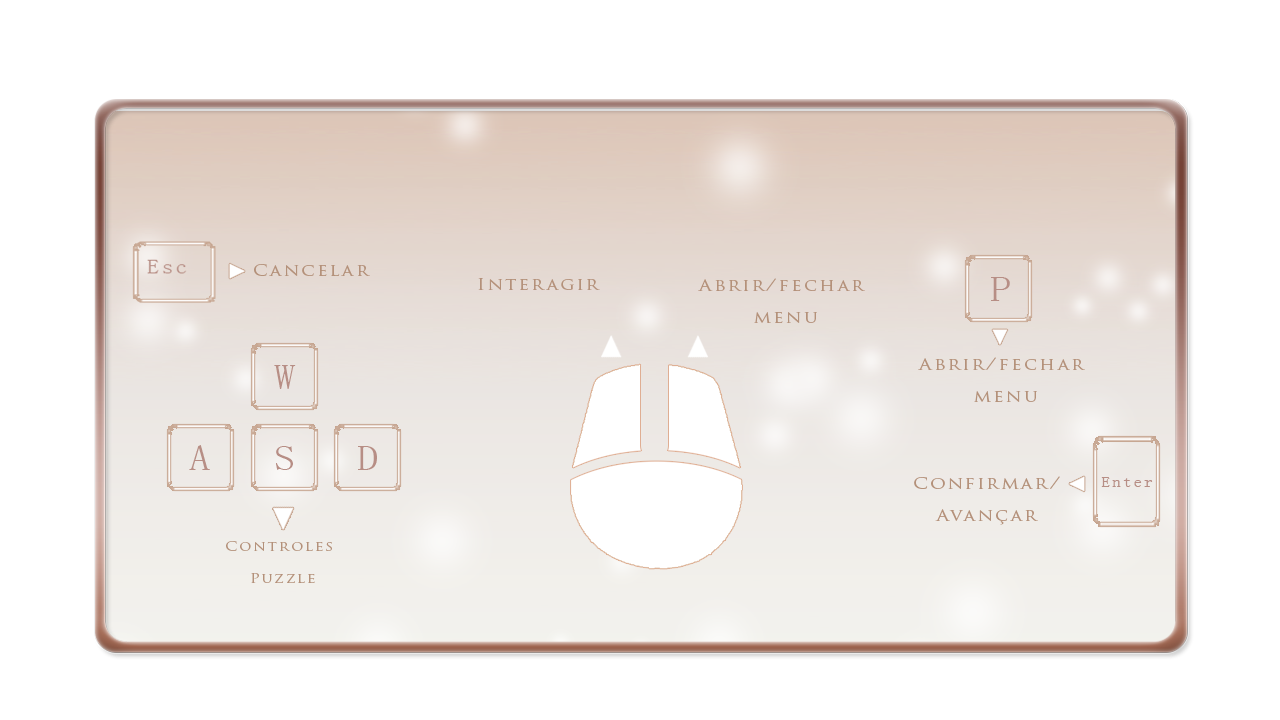 Esc
Cancelar
W
A S D
Controles
Puzzle
Interagir
Abrir/fechar
menu
P
Abrir/fechar
menu
Confirmar/
avançar
Enter